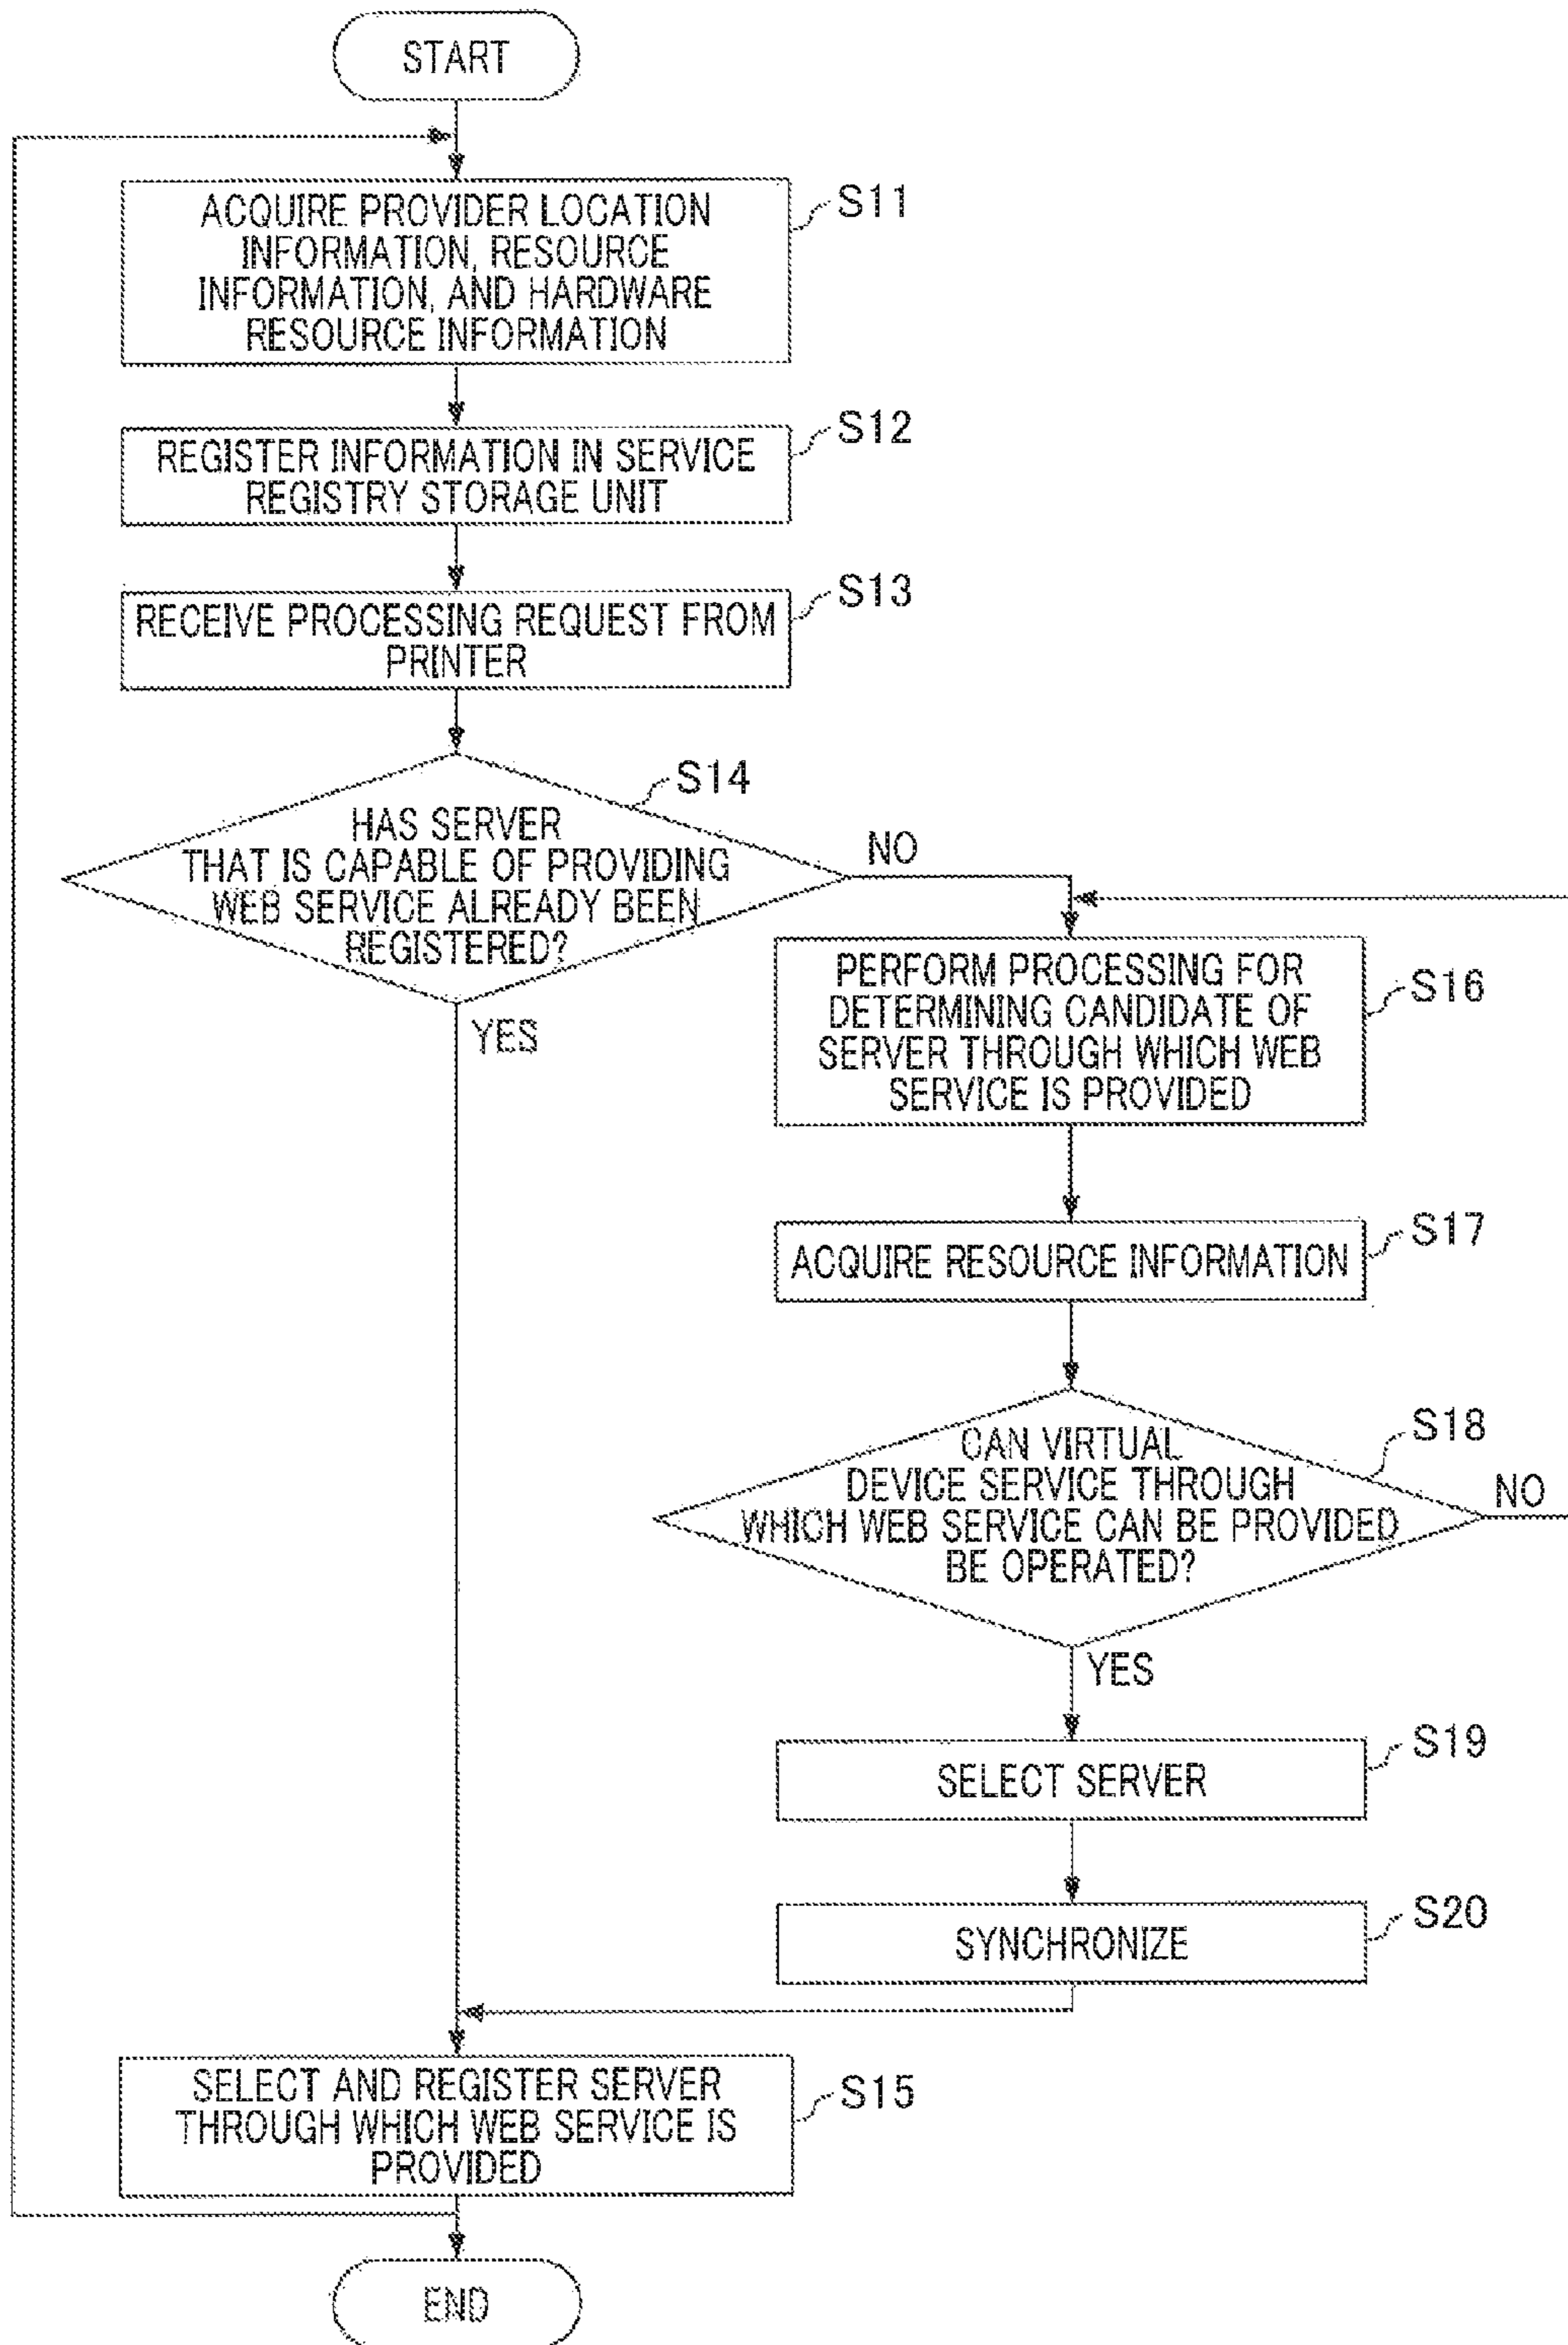 START
ACQUIRE PROVIDER LOCATION
INFORMATION, RESOURCE
INFORMATION, AND HARDWARE
RESOURCE INFORMATION
S11
REGISTER INFORMATION IN SERVICE
REGISTRY STORAGE UNIT
S12
RECEIVE PROCESSING REQUEST FROM
PRINTER
S13
HAS SERVER
THAT IS CAPABLE OF PROVIDING
WEB SERVICE ALREADY BEEN
REGISTERED?
S14
NO
YES
PERFORM PROCESSING FOR
DETERMINING CANDIDATE OF
SERVER THROUGH WHICH WEB
SERVICE IS PROVIDED
S16
ACQUIRE RESOURCE INFORMATION
S17
CAN VIRTUAL
DEVICE SERVICE THROUGH
WHICH WEB SERVICE CAN BE PROVIDED
BE OPERATED?
S18
NO
YES
SELECT SERVER
S19
SYNCHRONIZE
S20
SELECT AND REGISTER SERVER
THROUGH WHICH WEB SERVICE IS
PROVIDED
S15
END